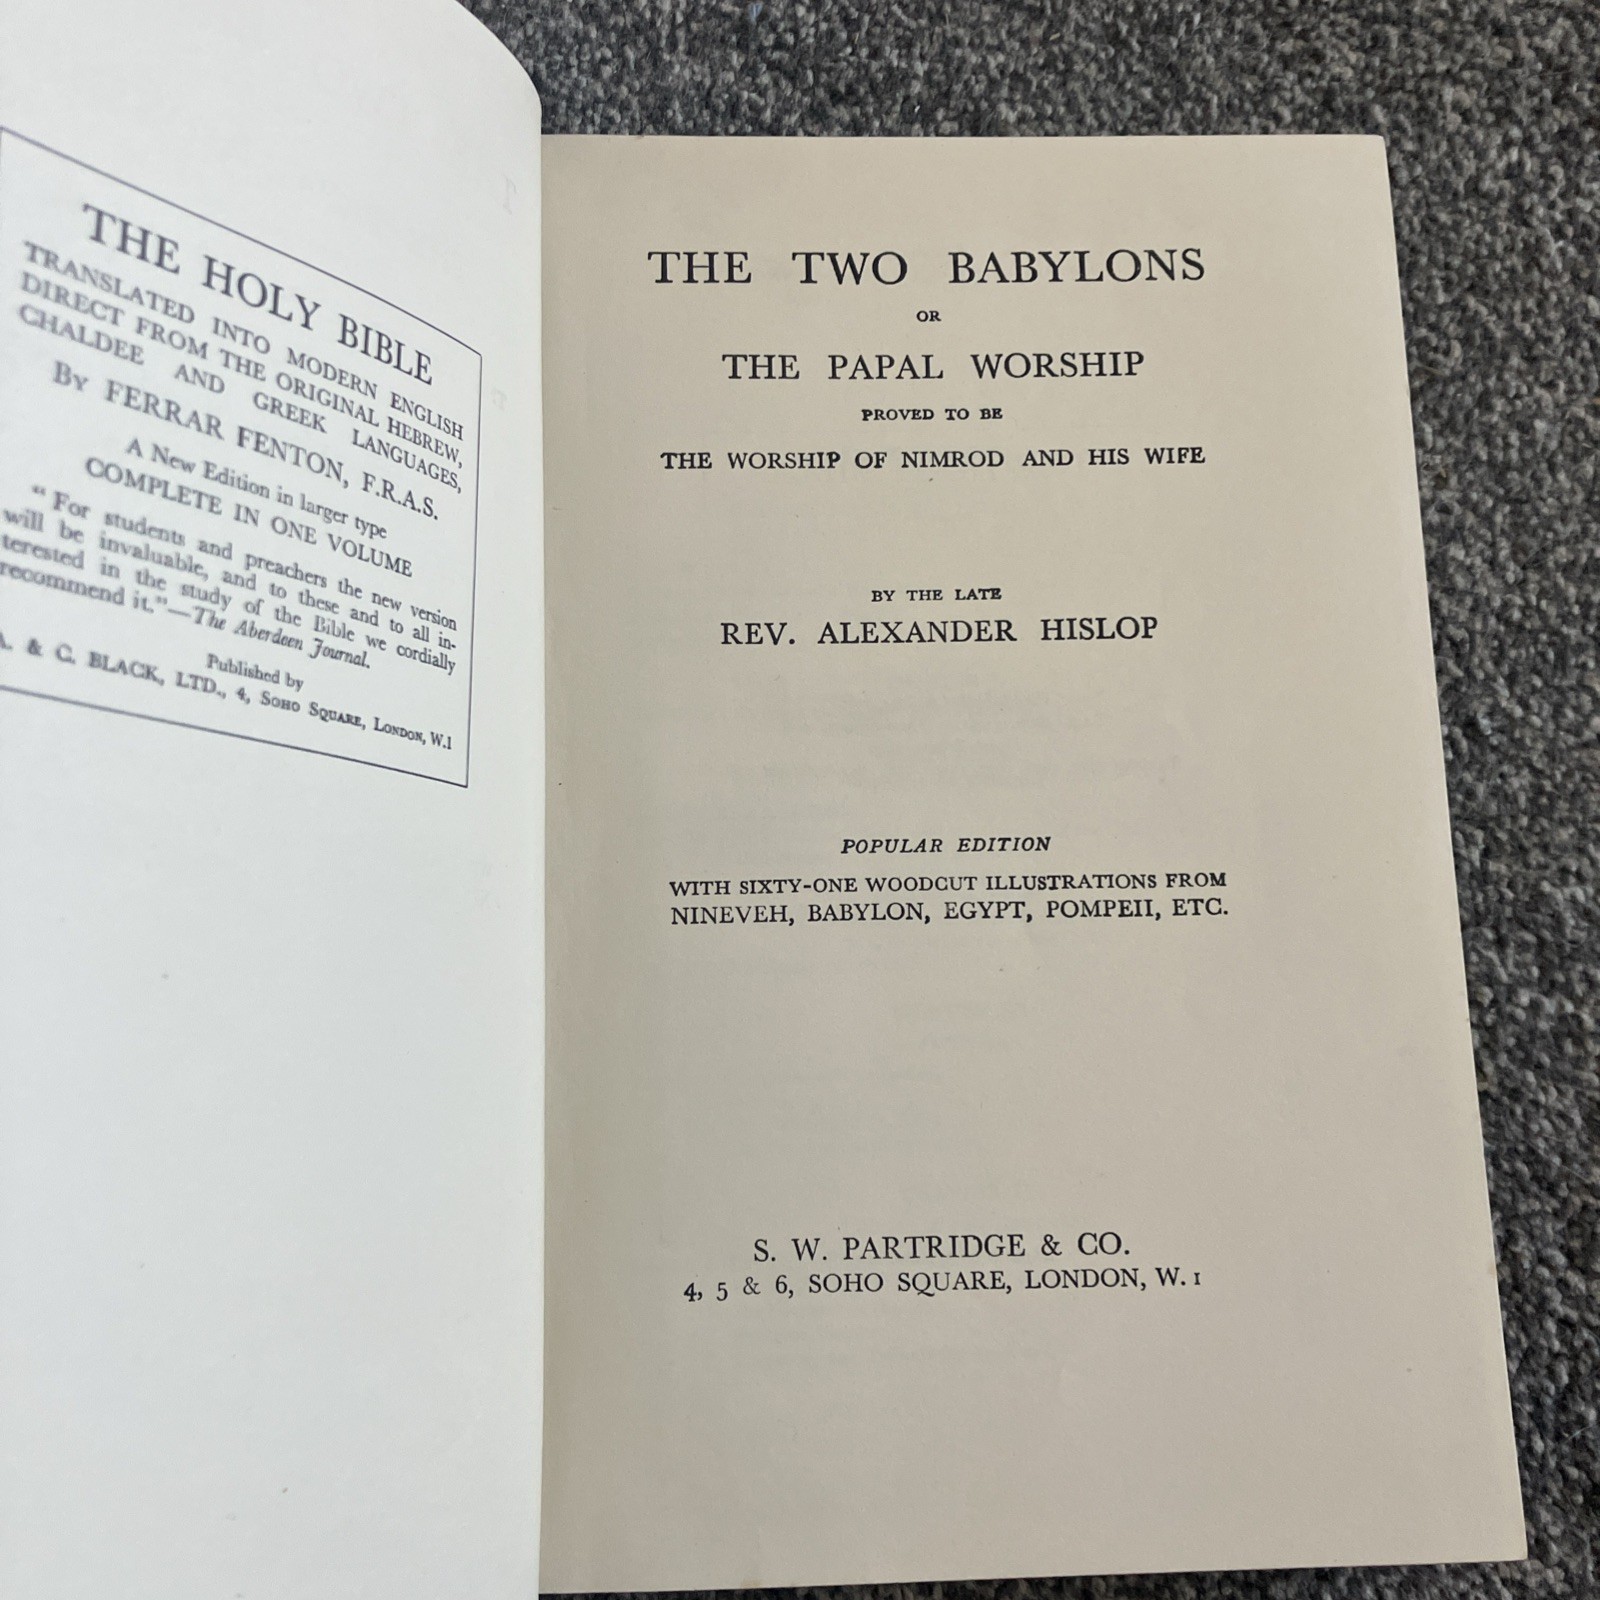 THE HOLY BIBLE
TRANSLATED INTO MODERN ENGLISH
DIRECT FROM THE ORIGINAL HEBREW,
CHALDEE AND GREEK LANGUAGES,
By FERRAR FENTON, F.R.A.S.
A New Edition in larger type
COMPLETE IN ONE VOLUME
"For students and preachers the new version
will be invaluable, and to these and to all in-
terested in the study of the Bible we cordially
recommend it."—The Aberdeen Journal.
Published by
A. & C. BLACK, LTD., 4, SOHO SQUARE, LONDON, W.1
THE TWO BABYLONS
OR
THE PAPAL WORSHIP
PROVED TO BE
THE WORSHIP OF NIMROD AND HIS WIFE
BY THE LATE
REV. ALEXANDER HISLOP
POPULAR EDITION
WITH SIXTY-ONE WOODCUT ILLUSTRATIONS FROM
NINEVEH, BABYLON, EGYPT, POMPEII, ETC.
S. W. PARTRIDGE & CO.
4, 5 & 6, SOHO SQUARE, LONDON, W. 1